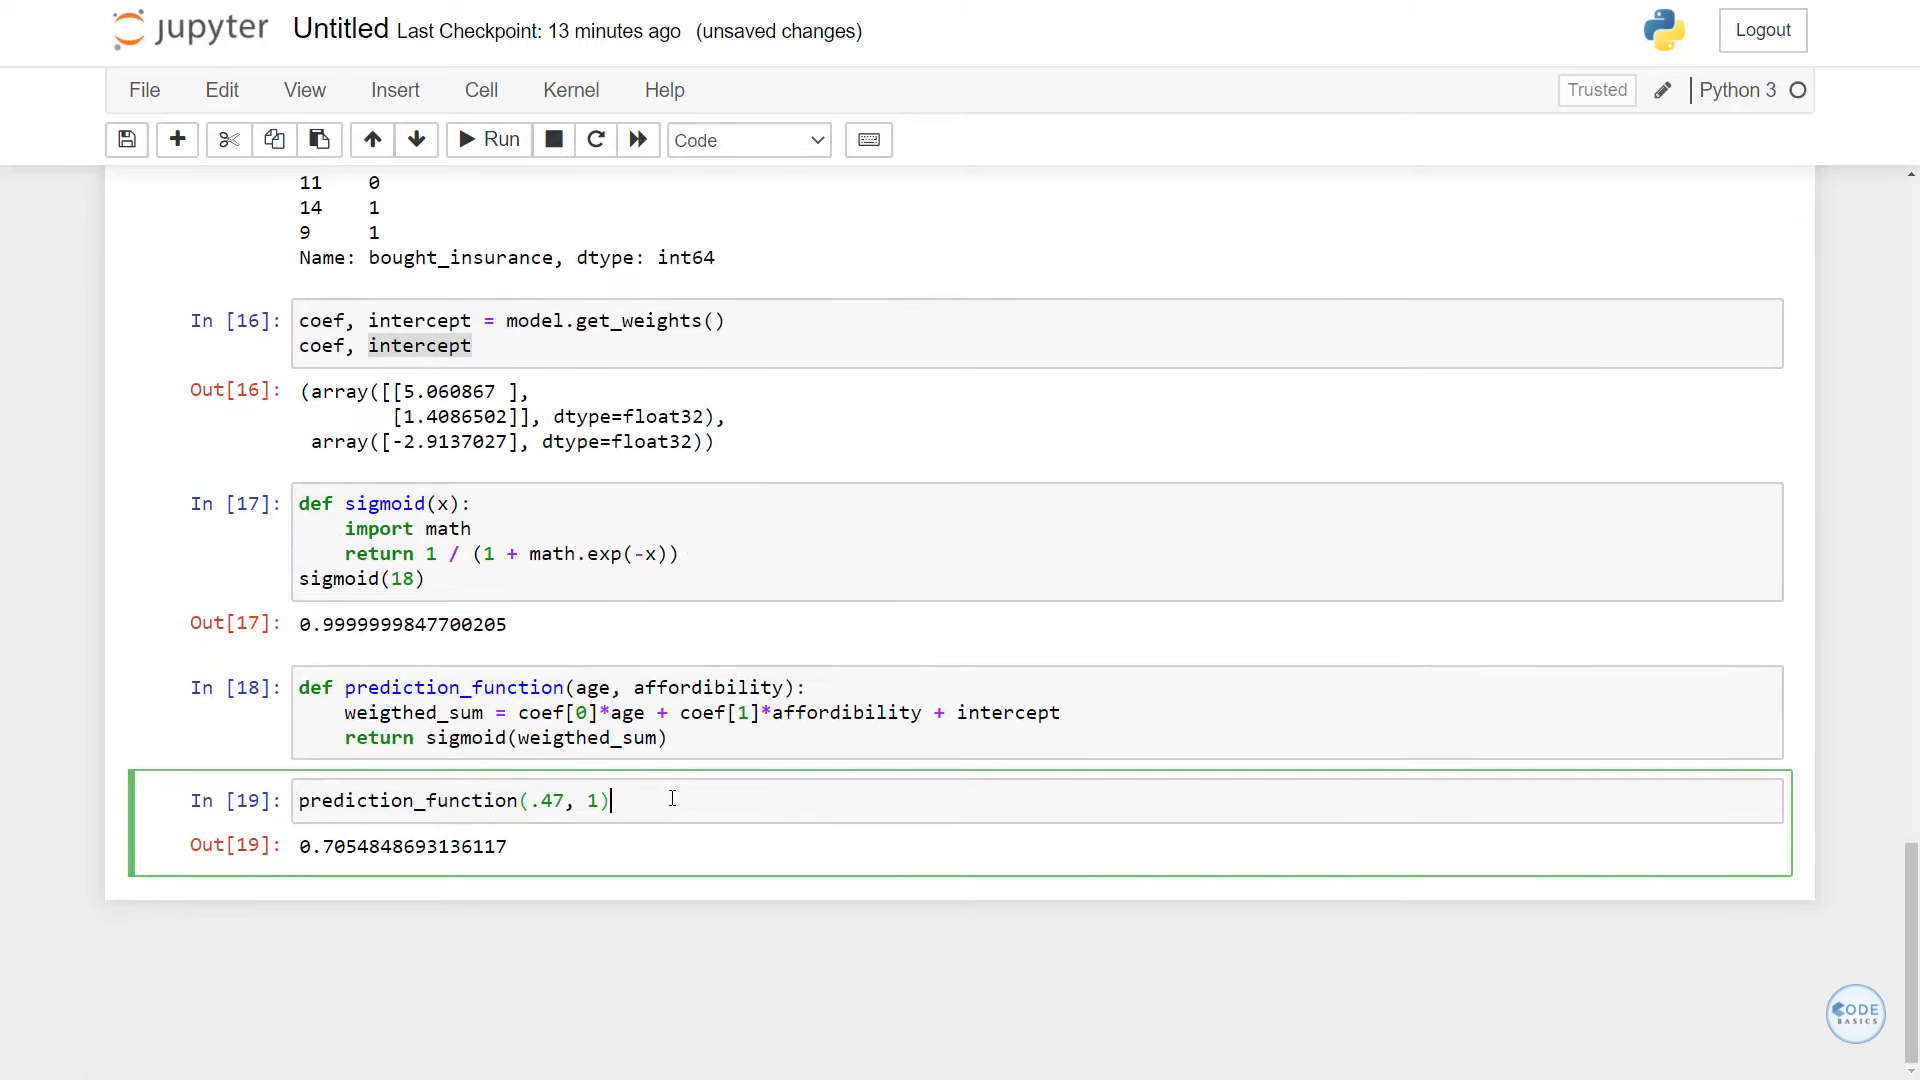 jupyter Untitled Last Checkpoint: 13 minutes ago (unsaved changes) Logout
File Edit View Insert Cell Kernel Help Trusted Python 3
Run Code
11 0
14 1
9 1
Name: bought_insurance, dtype: int64
In [16]: coef, intercept = model.get_weights()
coef, intercept
Out[16]: (array([[5.060867 ],
[1.4086502]], dtype=float32),
array([-2.9137027], dtype=float32))
In [17]: def sigmoid(x):
import math
return 1 / (1 + math.exp(-x))
sigmoid(18)
Out[17]: 0.9999999847700205
In [18]: def prediction_function(age, affordibility):
weigthed_sum = coef[0]*age + coef[1]*affordibility + intercept
return sigmoid(weigthed_sum)
In [19]: prediction_function(.47, 1)
Out[19]: 0.7054848693136117
CODE
BASICS